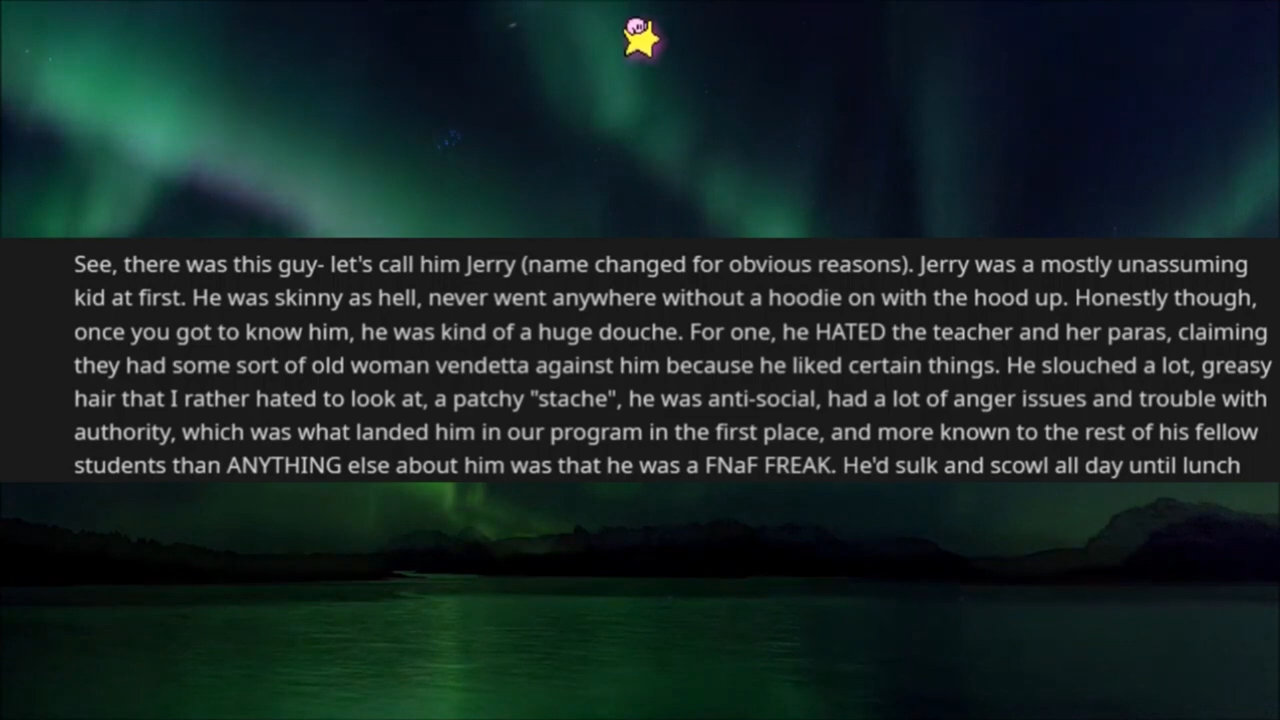 See, there was this guy- let's call him Jerry (name changed for obvious reasons). Jerry was a mostly unassuming
kid at first. He was skinny as hell, never went anywhere without a hoodie on with the hood up. Honestly though,
once you got to know him, he was kind of a huge douche. For one, he HATED the teacher and her paras, claiming
they had some sort of old woman vendetta against him because he liked certain things. He slouched a lot, greasy
hair that I rather hated to look at, a patchy "stache", he was anti-social, had a lot of anger issues and trouble with
authority, which was what landed him in our program in the first place, and more known to the rest of his fellow
students than ANYTHING else about him was that he was a FNaF FREAK. He'd sulk and scowl all day until lunch